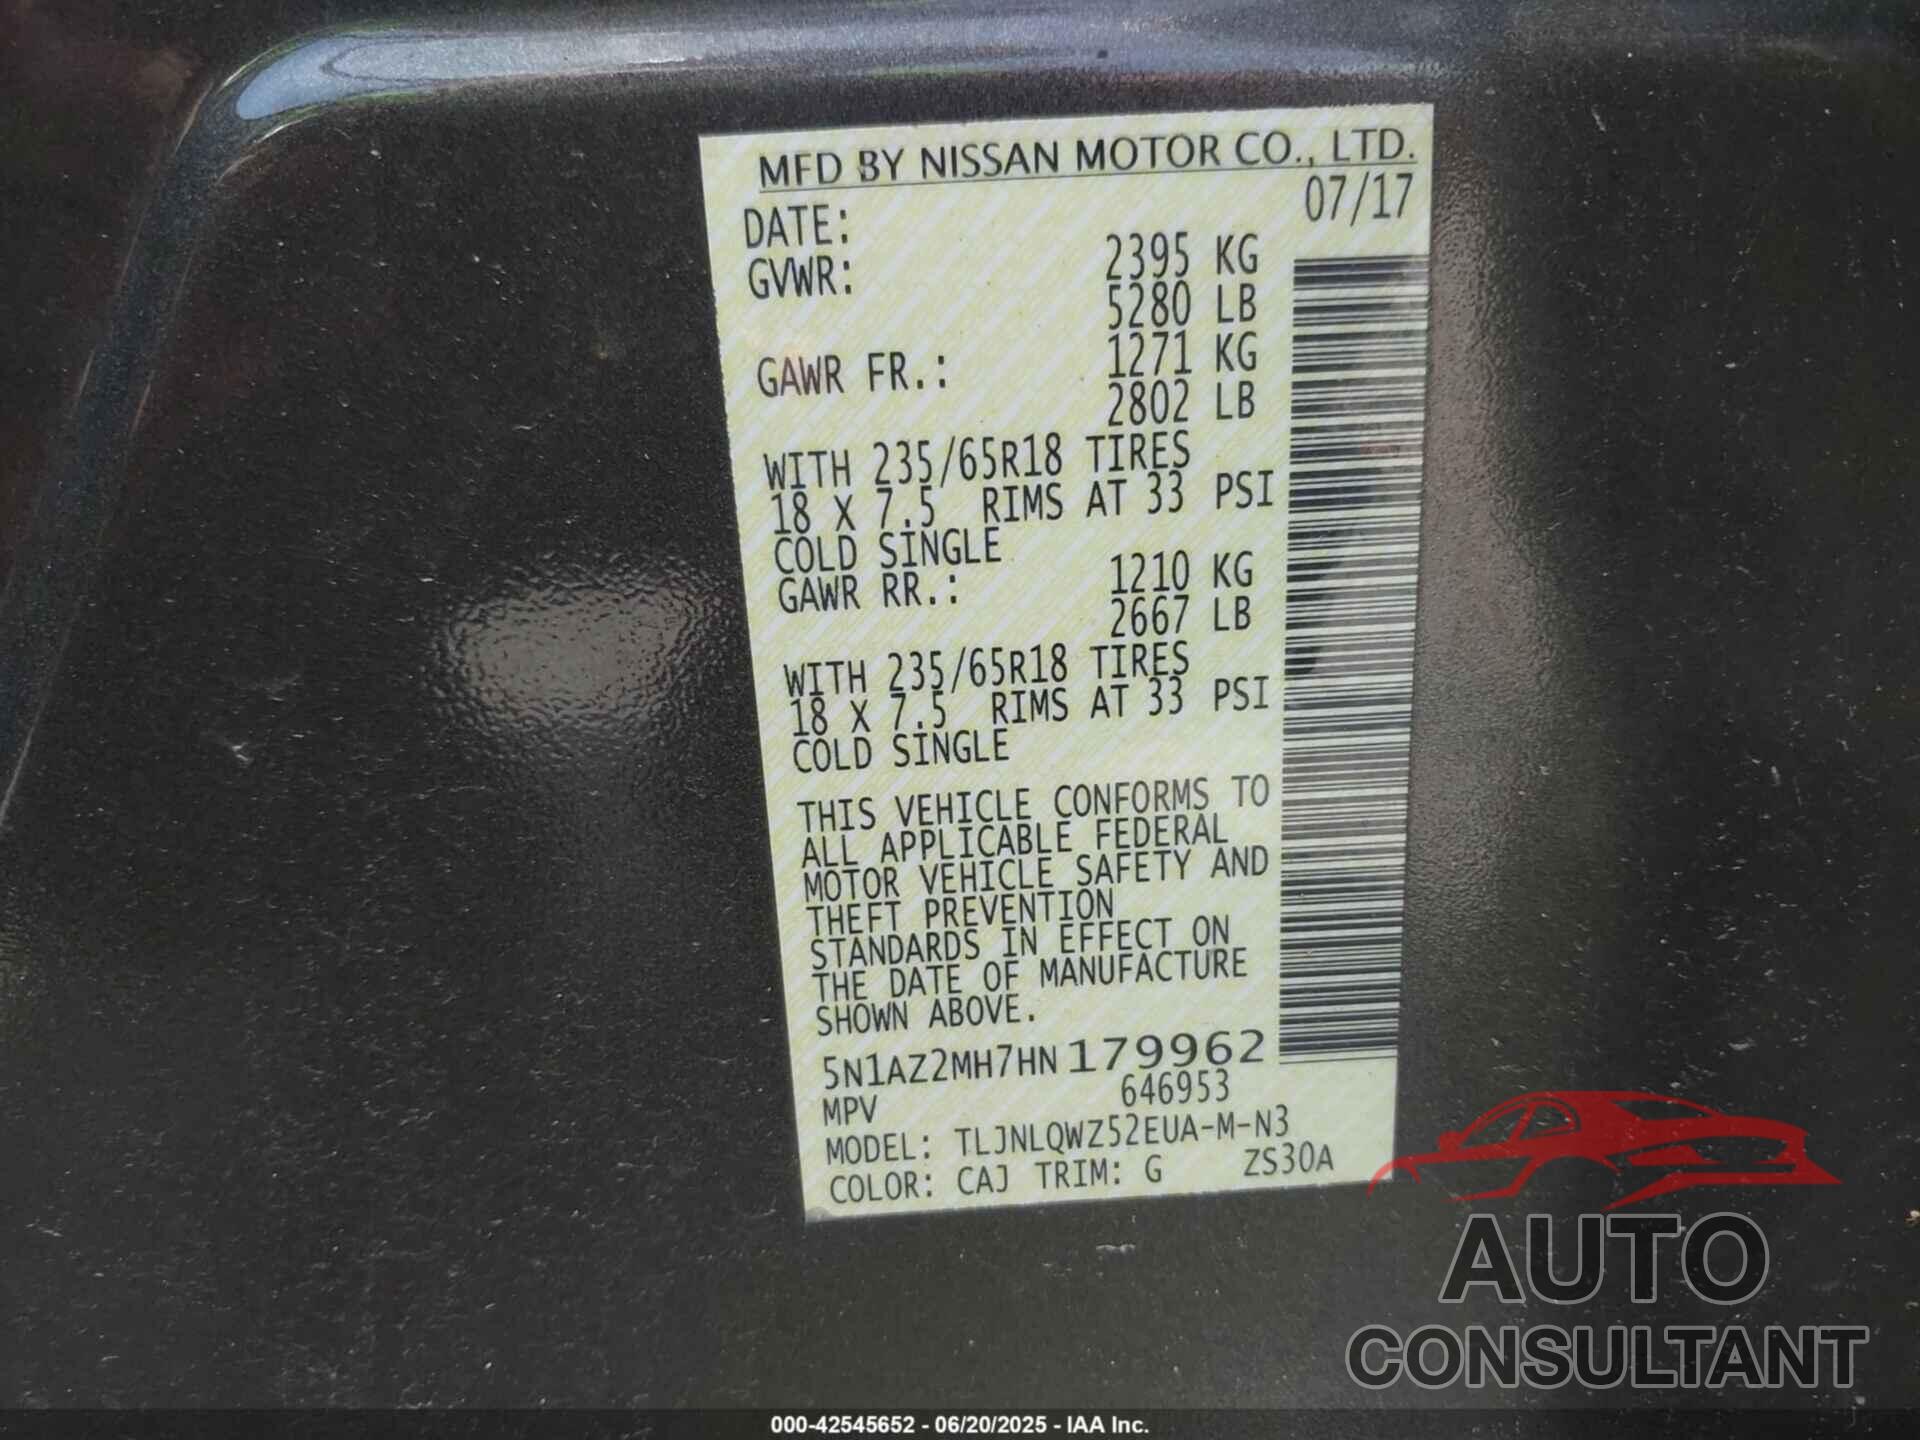 MFD BY NISSAN MOTOR CO., LTD.
DATE: 07/17
GVWR: 2395 KG
5280 LB
GAWR FR.: 1271 KG
2802 LB
WITH 235/65R18 TIRES
18 X 7.5 RIMS AT 33 PSI
COLD SINGLE
GAWR RR.: 1210 KG
2667 LB
WITH 235/65R18 TIRES
18 X 7.5 RIMS AT 33 PSI
COLD SINGLE
THIS VEHICLE CONFORMS TO
ALL APPLICABLE FEDERAL
MOTOR VEHICLE SAFETY AND
THEFT PREVENTION
STANDARDS IN EFFECT ON
THE DATE OF MANUFACTURE
SHOWN ABOVE.
5N1AZ2MH7HN179962
MPV 646953
MODEL: TLJNLQWZ52EUA-M-N3
COLOR: CAJ TRIM: G ZS30A
AUTO
CONSULTANT
000-42545652 - 06/20/2025 - IAA Inc.